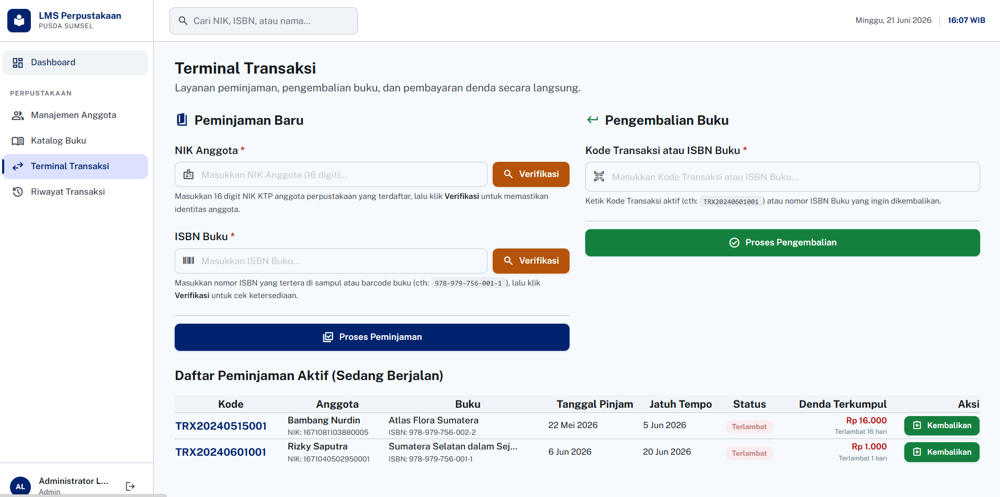 LMS Perpustakaan
PUSDA SUMSEL
Cari NIK, ISBN, atau nama...
Minggu, 21 Juni 2026
16:07 WIB
Dashboard
PERPUSTAKAAN
Manajemen Anggota
Katalog Buku
Terminal Transaksi
Riwayat Transaksi
Administrator L...
Admin
AL
Terminal Transaksi
Layanan peminjaman, pengembalian buku, dan pembayaran denda secara langsung.
Peminjaman Baru
NIK Anggota *
Masukkan NIK Anggota (16 digit)...
Verifikasi
Masukkan 16 digit NIK KTP anggota perpustakaan yang terdaftar, lalu klik Verifikasi untuk memastikan
identitas anggota.
ISBN Buku *
Masukkan ISBN Buku...
Verifikasi
Masukkan nomor ISBN yang tertera di sampul atau barcode buku (cth: 978-979-756-001-1 ), lalu klik
Verifikasi untuk cek ketersediaan.
Proses Peminjaman
Pengembalian Buku
Kode Transaksi atau ISBN Buku *
Masukkan Kode Transaksi atau ISBN Buku...
Ketik Kode Transaksi aktif (cth: TRX20240601001 ) atau nomor ISBN Buku yang ingin dikembalikan.
Proses Pengembalian
Daftar Peminjaman Aktif (Sedang Berjalan)
Kode Anggota Buku Tanggal Pinjam Jatuh Tempo Status Denda Terkumpul Aksi
TRX20240515001 Bambang Nurdin Atlas Flora Sumatera 22 Mei 2026 5 Jun 2026 Terlambat Rp 16.000 Kembalikan
NIK: 1671081103880005 ISBN: 978-979-756-002-2 Terlambat 16 hari
TRX20240601001 Rizky Saputra Sumatera Selatan dalam Sej... 6 Jun 2026 20 Jun 2026 Terlambat Rp 1.000 Kembalikan
NIK: 1671040502950001 ISBN: 978-979-756-001-1 Terlambat 1 hari